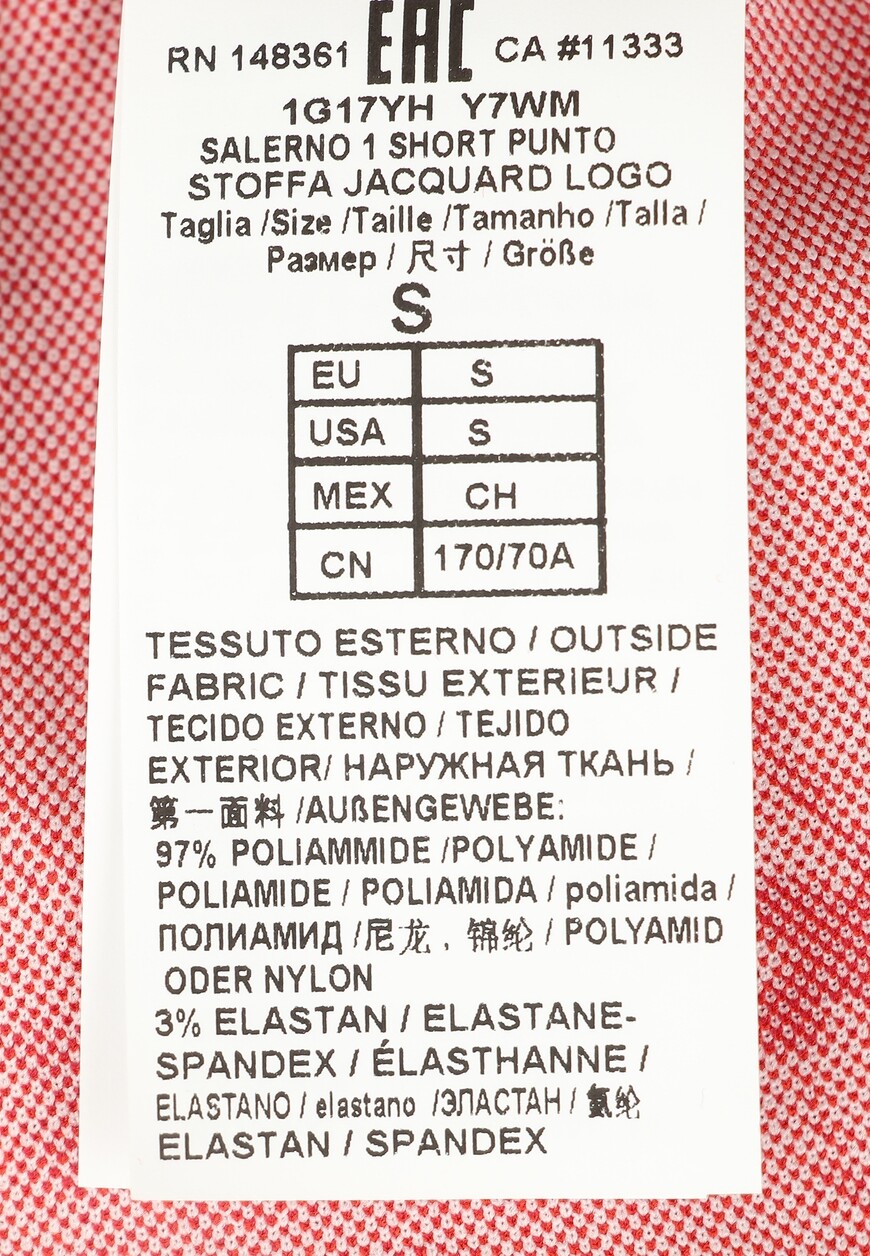 RN 148361 EAC CA #11333
1G17YH Y7WM
SALERNO 1 SHORT PUNTO
STOFFA JACQUARD LOGO
Taglia /Size /Taille /Tamanho /Talla /
Размер / 尺寸 / Größe
S
EU S
USA S
MEX CH
CN 170/70A
TESSUTO ESTERNO / OUTSIDE
FABRIC / TISSU EXTERIEUR /
TECIDO EXTERNO / TEJIDO
EXTERIOR/ НАРУЖНАЯ ТКАНЬ /
第一面料 /AUßENGEWEBE:
97% POLIAMMIDE /POLYAMIDE /
POLIAMIDE / POLIAMIDA / poliamida /
ПОЛИАМИД /尼龙 , 锦纶 / POLYAMID
ODER NYLON
3% ELASTAN / ELASTANE-
SPANDEX / ÉLASTHANNE /
ELASTANO / elastano /ЭЛАСТАН / 氨纶
ELASTAN / SPANDEX